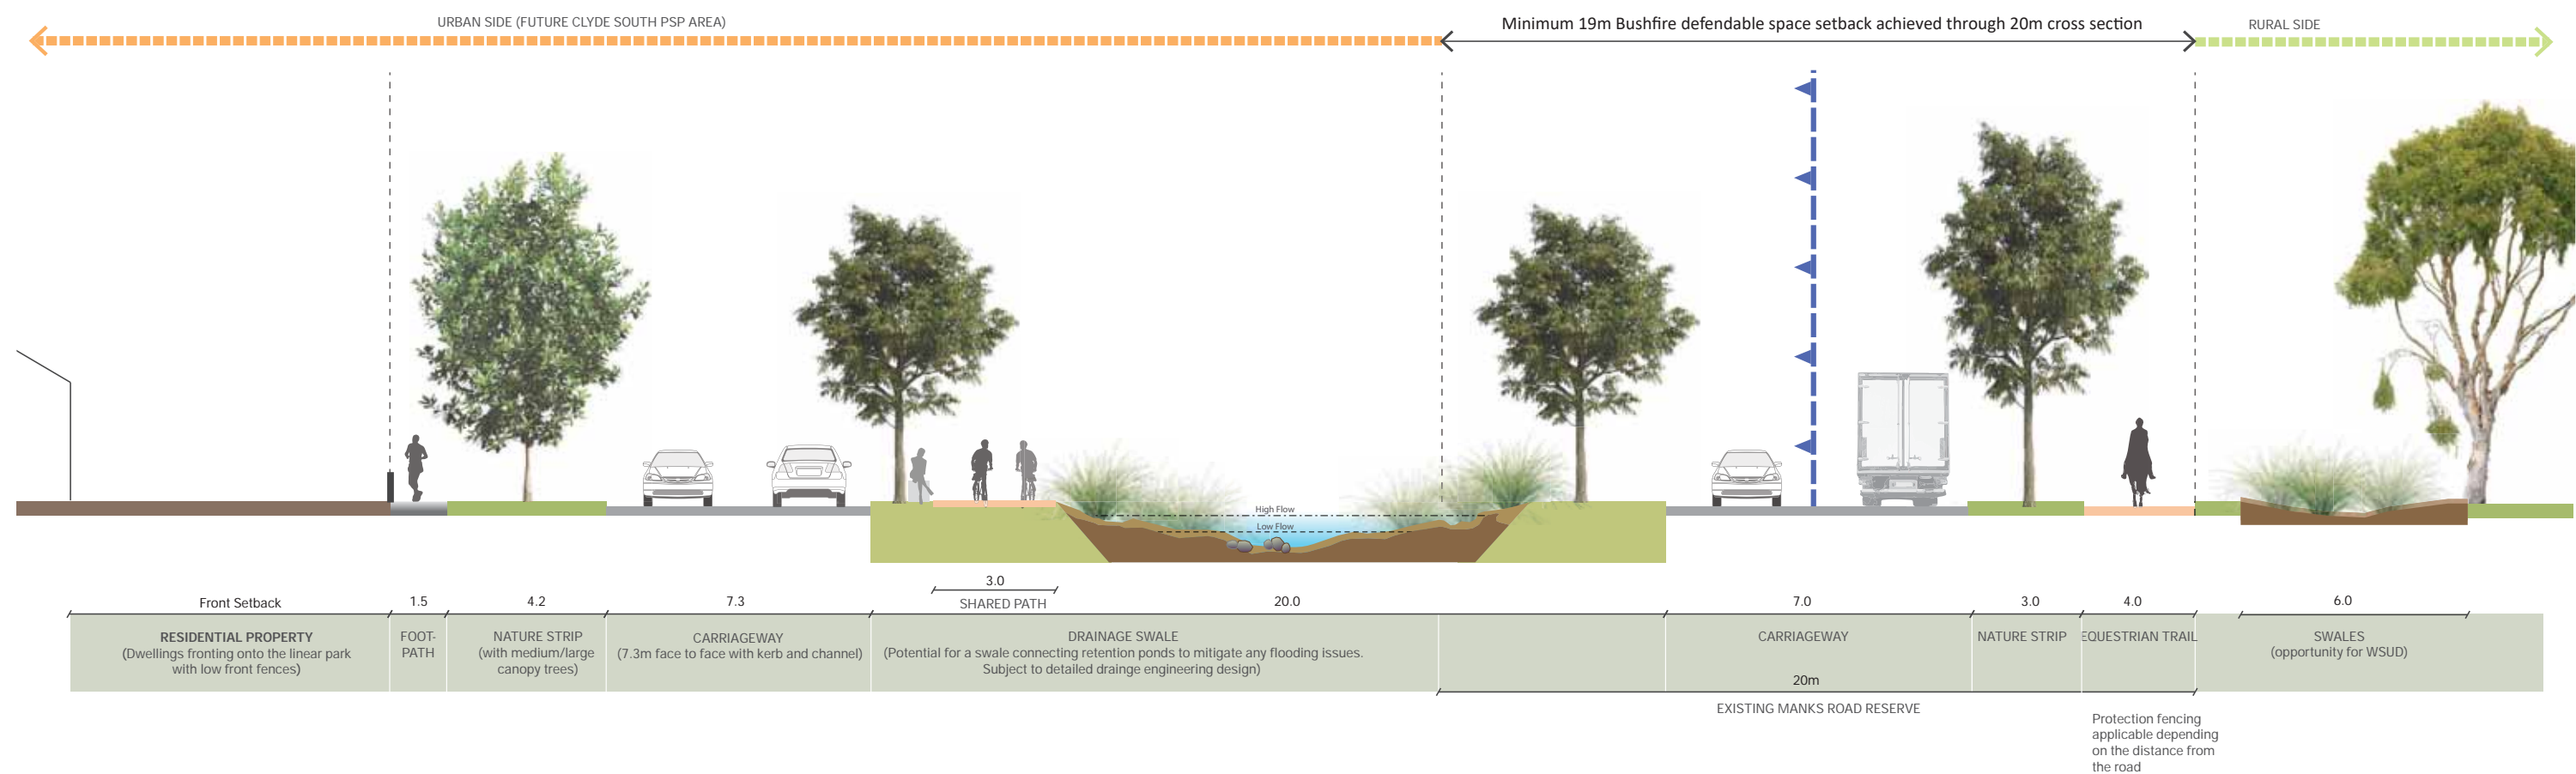 URBAN SIDE (FUTURE CLYDE SOUTH PSP AREA)
Minimum 19m Bushfire defendable space setback achieved through 20m cross section
RURAL SIDE
High Flow
Low Flow
Front Setback
1.5
4.2
7.3
3.0
SHARED PATH
20.0
7.0
3.0
4.0
6.0
RESIDENTIAL PROPERTY
(Dwellings fronting onto the linear park
with low front fences)
FOOT-
PATH
NATURE STRIP
(with medium/large
canopy trees)
CARRIAGEWAY
(7.3m face to face with kerb and channel)
DRAINAGE SWALE
(Potential for a swale connecting retention ponds to mitigate any flooding issues.
Subject to detailed drainge engineering design)
CARRIAGEWAY
NATURE STRIP
EQUESTRIAN TRAIL
SWALES
(opportunity for WSUD)
20m
EXISTING MANKS ROAD RESERVE
Protection fencing
applicable depending
on the distance from
the road